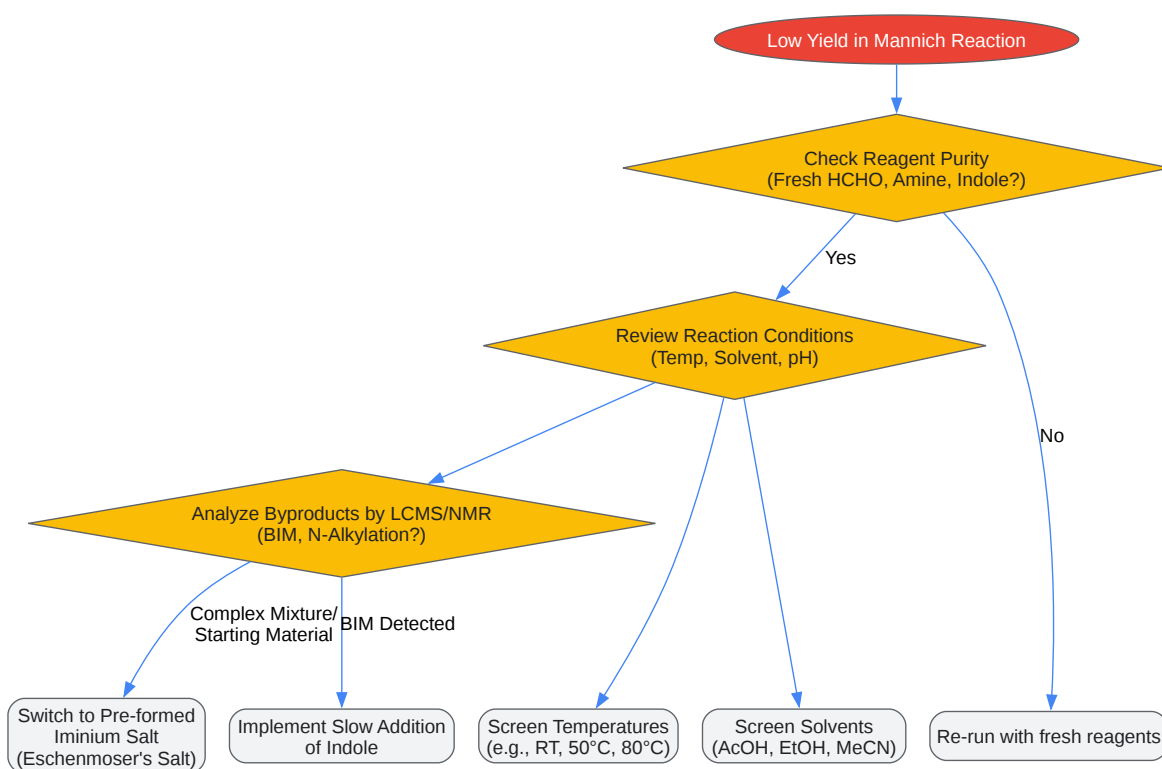 Low Yield in Mannich Reaction
Check Reagent Purity
(Fresh HCHO, Amine, Indole?)
Yes
Review Reaction Conditions
(Temp, Solvent, pH)
No
Analyze Byproducts by LCMS/NMR
(BIM, N-Alkylation?)
Complex Mixture/
Starting Material
BIM Detected
Switch to Pre-formed
Iminium Salt
(Eschenmoser's Salt)
Implement Slow Addition
of Indole
Screen Temperatures
(e.g., RT, 50°C, 80°C)
Screen Solvents
(AcOH, EtOH, MeCN)
Re-run with fresh reagents